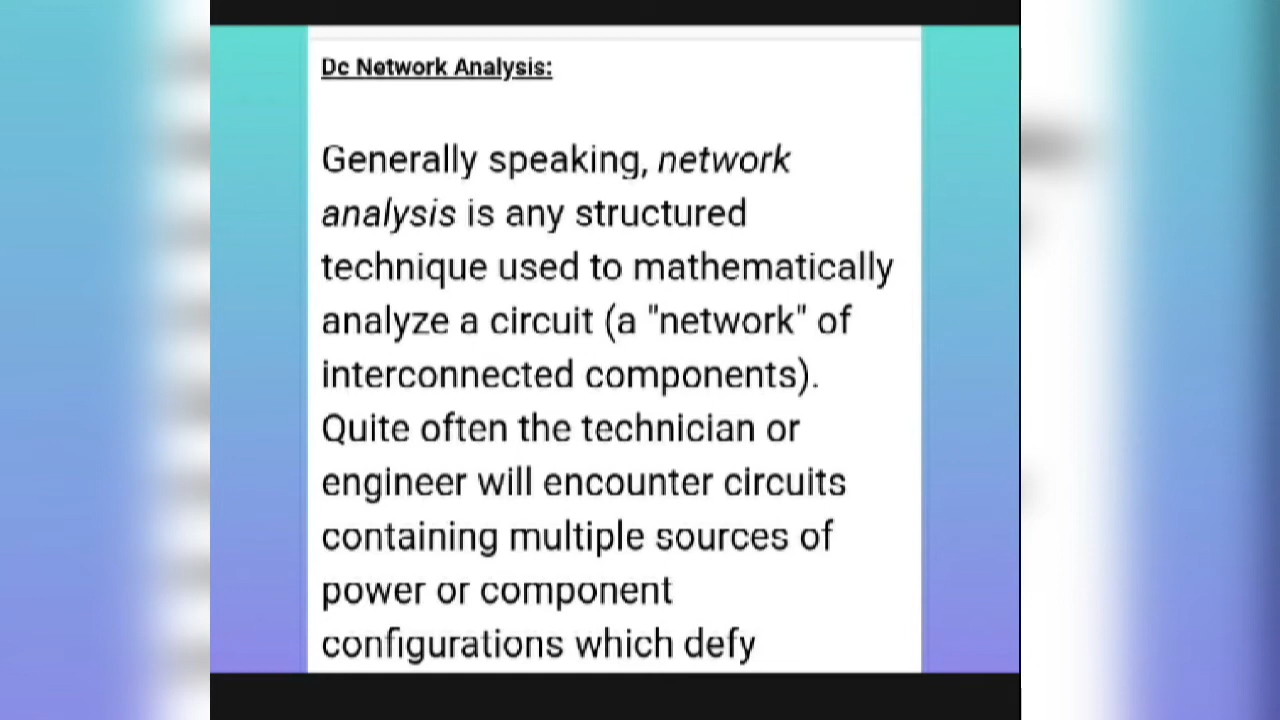 Dc Network Analysis:
Generally speaking, network
analysis is any structured
technique used to mathematically
analyze a circuit (a "network" of
interconnected components).
Quite often the technician or
engineer will encounter circuits
containing multiple sources of
power or component
configurations which defy